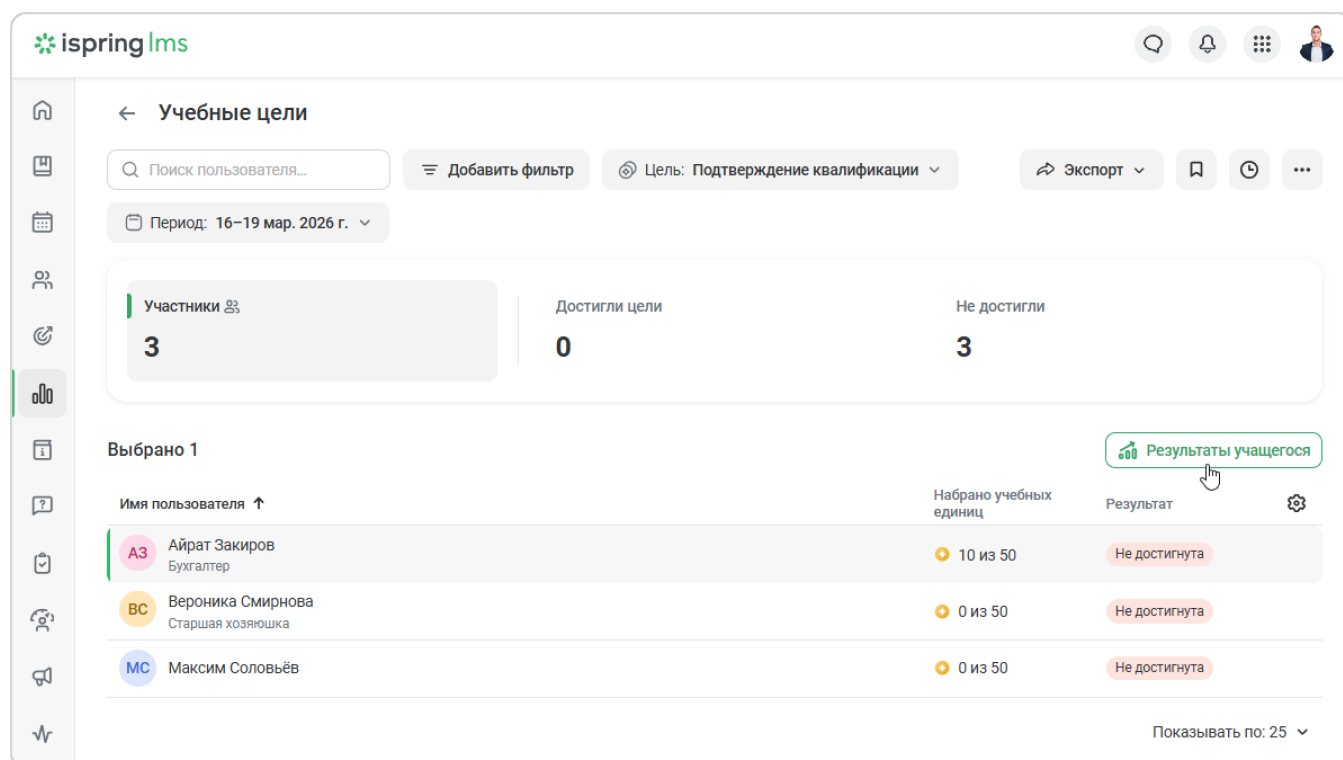 ispring lms
Учебные цели
Поиск пользователя...
Добавить фильтр
Цель: Подтверждение квалификации
Экспорт
Период: 16–19 мар. 2026 г.
Участники
Достигли цели
Не достигли
3
0
3
Выбрано 1
Результаты учащегося
Имя пользователя
Набрано учебных
единиц
Результат
АЗ
Айрат Закиров
Бухгалтер
10 из 50
Не достигнута
ВС
Вероника Смирнова
Старшая хозяюшка
0 из 50
Не достигнута
МС
Максим Соловьёв
0 из 50
Не достигнута
Показывать по: 25